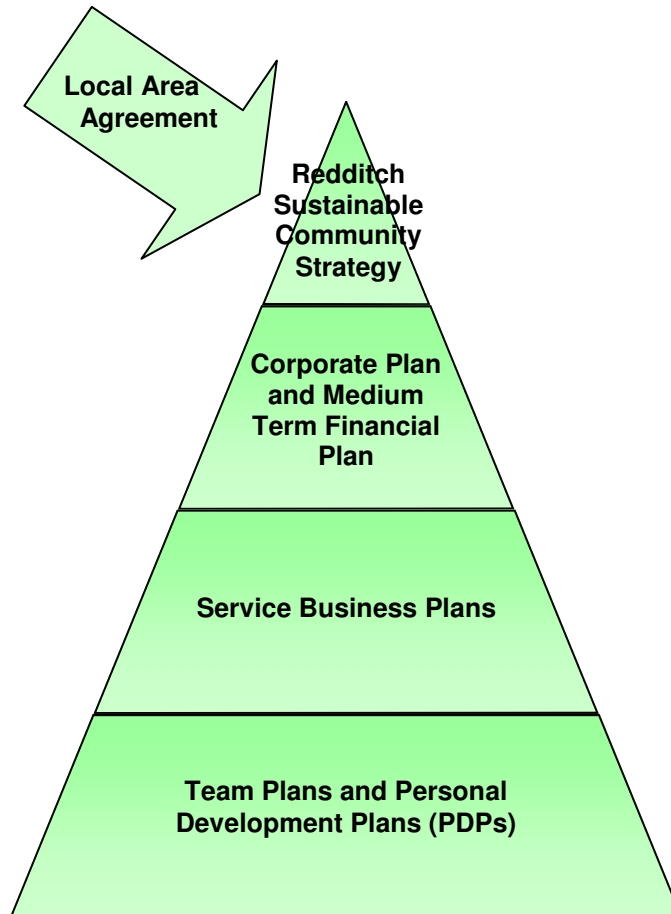 Local Area
Agreement
Redditch
Sustainable
Community
Strategy
Corporate Plan
and Medium
Term Financial
Plan
Service Business Plans
Team Plans and Personal
Development Plans (PDPs)